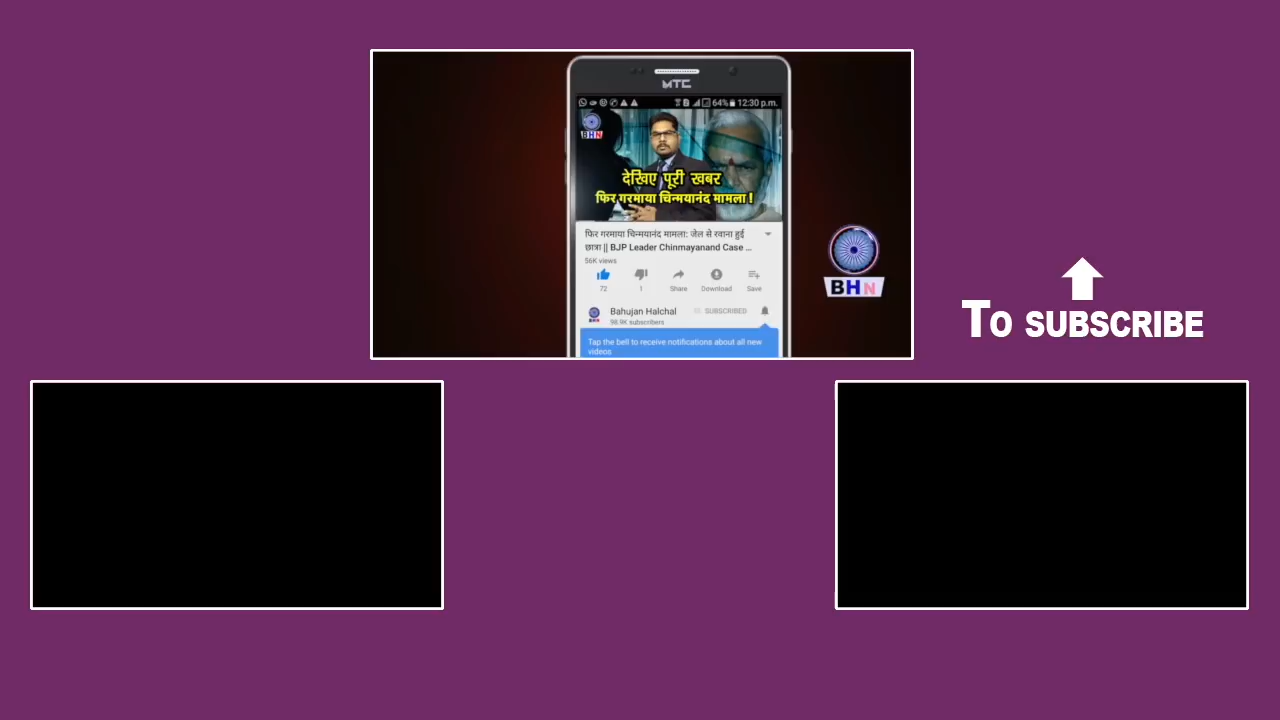 MTC
64% 12:30 p.m.
BHN
देखिए पूरी खबर
फिर गरमाया चिन्मयानंद मामला !
फिर गरमाया चिन्मयानंद मामला: जेल से रवाना हुई
छात्रा || BJP Leader Chinmayanand Case ...
56K views
72 1 Share Download Save
Bahujan Halchal SUBSCRIBED
98.9K subscribers
Tap the bell to receive notifications about all new
videos
BHN
To SUBSCRIBE